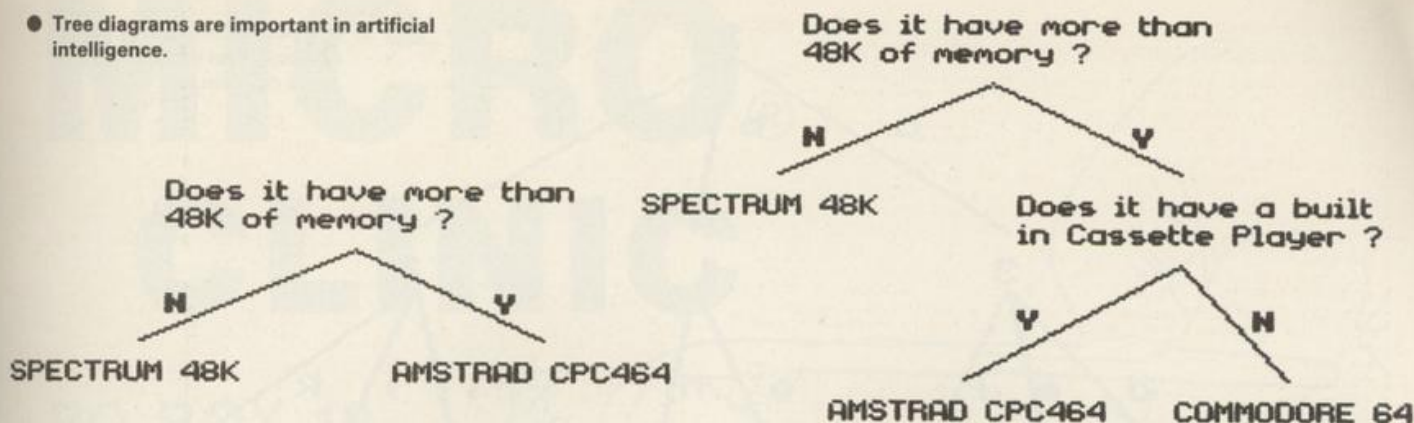 ● Tree diagrams are important in artificial
intelligence.
Does it have more than
48K of memory ?
N
Y
SPECTRUM 48K
AMSTRAD CPC464
Does it have more than
48K of memory ?
N
Y
SPECTRUM 48K
Does it have a built
in Cassette Player ?
Y
N
AMSTRAD CPC464
COMMODORE 64